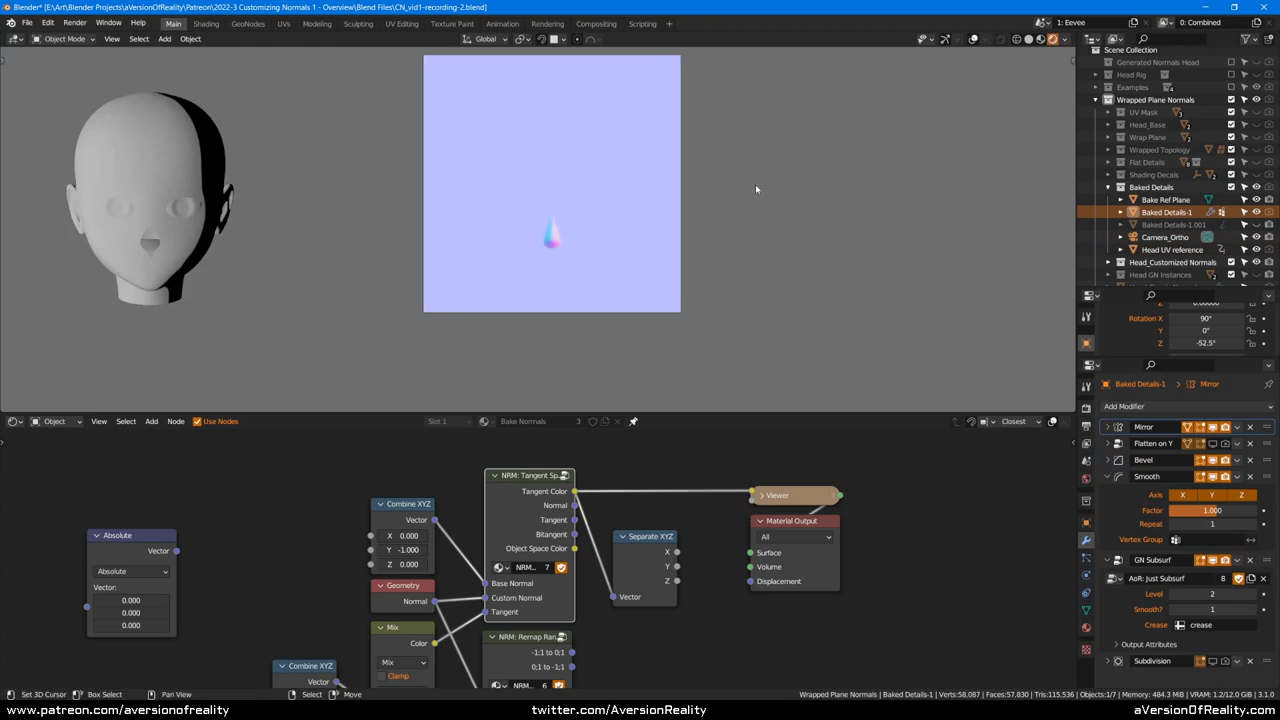 Blender* [E:\Art\Blender Projects\aVersionOfReality\Patreon\2022-3 Customizing Normals 1 - Overview\Blend Files\CN_vid1-recording-2.blend]
File Edit Render Window Help Main Shading GeoNodes UVs Modeling Sculpting UV Editing Texture Paint Animation Rendering Compositing Scripting + 1: Eevee 0: Combined
Object Mode View Select Add Object Global
Scene Collection
Generated Normals Head
Head Rig
Examples 4
Wrapped Plane Normals
UV Mask 3
Head_Base 2
Wrap Plane 2
Wrapped Topology
Flat Details 8
Shading Decals 2
Baked Details
Bake Ref Plane
Baked Details-1
Baked Details-1.001
Camera_Ortho
Head UV reference
Head_Customized Normals
Head GN Instances 2
Rotation X 90°
Y 0°
Z -52.5°
Baked Details-1 > Mirror
Add Modifier
Mirror
Flatten on Y
Bevel
Smooth
Axis X Y Z
Factor 1.000
Repeat 1
Vertex Group
GN Subsurf
AoR: Just Subsurf 8
Level 2
Smooth? 1
Crease crease
Output Attributes
Subdivision
Object View Select Add Node Use Nodes Slot 1 Bake Normals 3 Closest
Absolute
Vector
Absolute
Vector:
0.000
0.000
0.000
Combine XYZ
Vector
X 0.000
Y -1.000
Z 0.000
Geometry
Normal
Mix
Color
Mix
Clamp
Combine XYZ
Vector
NRM: Tangent Sp...
Tangent Color
Normal
Tangent
Bitangent
Object Space Color
NRM... 7
Base Normal
Custom Normal
Tangent
NRM: Remap Ran...
-1;1 to 0;1
0;1 to -1;1
NRM... 6
Separate XYZ
X
Y
Z
Vector
Viewer
Material Output
All
Surface
Volume
Displacement
Set 3D Cursor Box Select Pan View Select Move Wrapped Plane Normals | Baked Details-1 | Verts:58,087 | Faces:57,830 | Tris:115,536 | Objects:1/7 | Memory: 484.3 MiB | VRAM: 1.2/12.0 GiB | 3.1.0
www.patreon.com/aversionofreality twitter.com/AversionReality aVersionOfReality.com